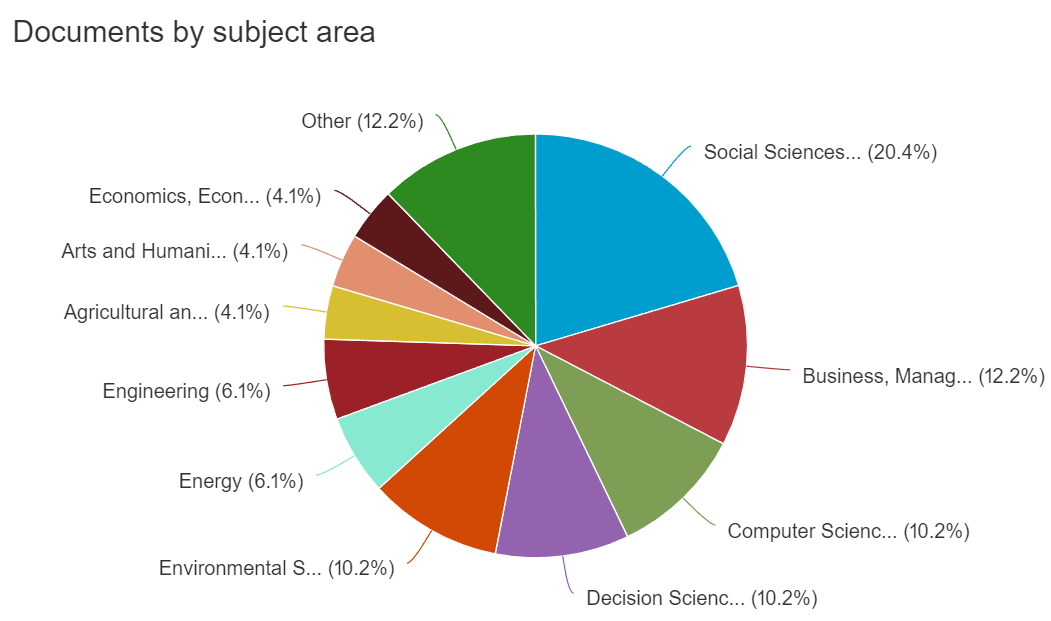 Documents by subject area
Other (12.2%)
Social Sciences... (20.4%)
Economics, Econ... (4.1%)
Arts and Humani... (4.1%)
Agricultural an... (4.1%)
Business, Manag... (12.2%)
Engineering (6.1%)
Energy (6.1%)
Computer Scienc... (10.2%)
Environmental S... (10.2%)
Decision Scienc... (10.2%)